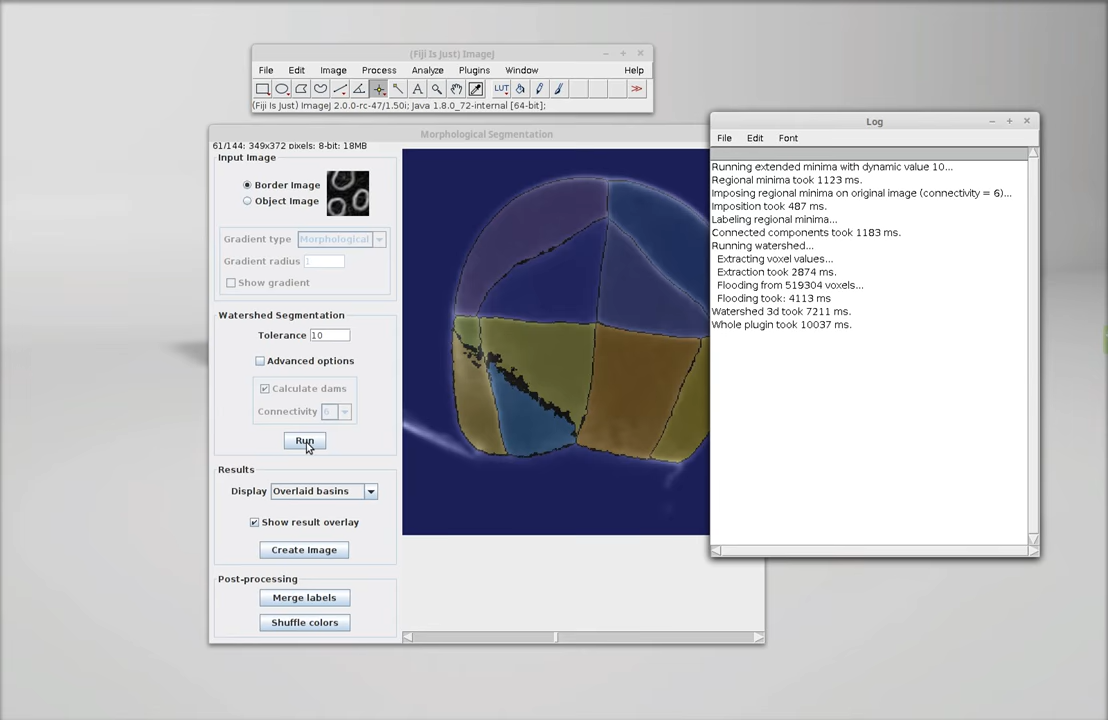 (Fiji Is Just) ImageJ
File Edit Image Process Analyze Plugins Window Help
A LUT >>
(Fiji Is Just) ImageJ 2.0.0-rc-47/1.50i; Java 1.8.0_72-internal [64-bit];
Morphological Segmentation
61/144: 349x372 pixels: 8-bit: 18MB
Input Image
Border Image
Object Image
Gradient type Morphological
Gradient radius 1
Show gradient
Watershed Segmentation
Tolerance 10
Advanced options
Calculate dams
Connectivity 6
Run
Results
Display Overlaid basins
Show result overlay
Create Image
Post-processing
Merge labels
Shuffle colors
Log
File Edit Font
Running extended minima with dynamic value 10...
Regional minima took 1123 ms.
Imposing regional minima on original image (connectivity = 6)...
Imposition took 487 ms.
Labeling regional minima...
Connected components took 1183 ms.
Running watershed...
Extracting voxel values...
Extraction took 2874 ms.
Flooding from 519304 voxels...
Flooding took: 4113 ms
Watershed 3d took 7211 ms.
Whole plugin took 10037 ms.